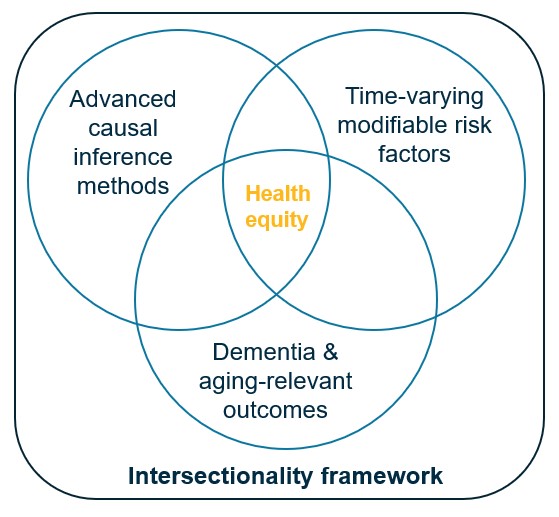 Advanced
causal
inference
methods
Time-varying
modifiable risk
factors
Health
equity
Dementia &
aging-relevant
outcomes
Intersectionality framework